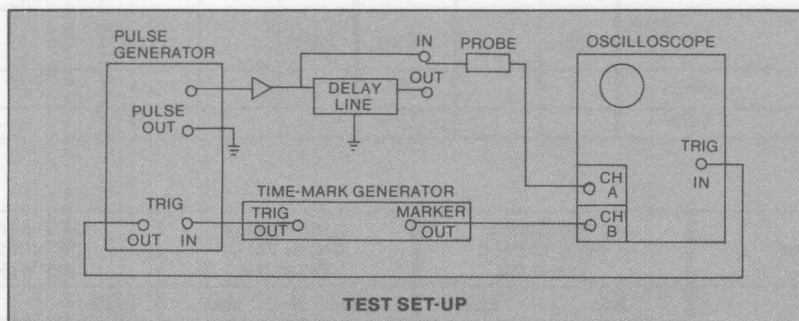 PULSE
GENERATOR
IN
PROBE
OSCILLOSCOPE
OUT
DELAY
LINE
PULSE
OUT
TRIG
IN
CH
A
TIME-MARK GENERATOR
TRIG
OUT
IN
TRIG
OUT
MARKER
OUT
CH
B
TEST SET-UP